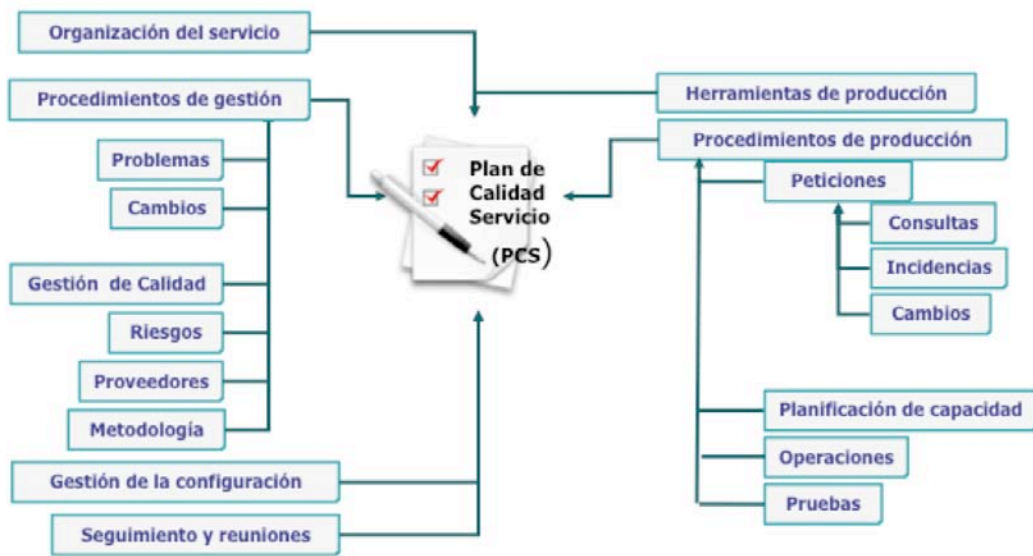 Organización del servicio
Procedimientos de gestión
Problemas
Cambios
Gestión de Calidad
Riesgos
Proveedores
Metodología
Gestión de la configuración
Seguimiento y reuniones
Plan de
Calidad
Servicio
(PCS)
Herramientas de producción
Procedimientos de producción
Peticiones
Consultas
Incidencias
Cambios
Planificación de capacidad
Operaciones
Pruebas